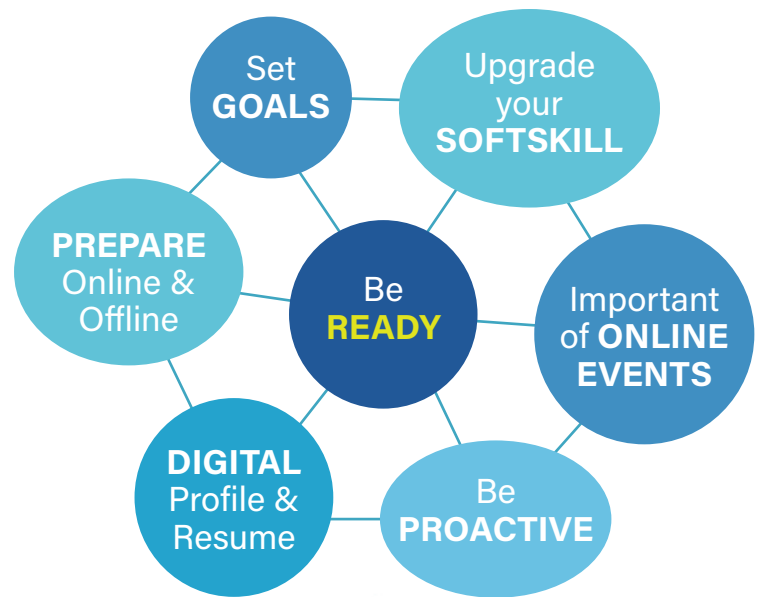 Set
GOALS
Upgrade
your
SOFTSKILL
PREPARE
Online &
Offline
Be
READY
Important
of ONLINE
EVENTS
DIGITAL
Profile &
Resume
Be
PROACTIVE